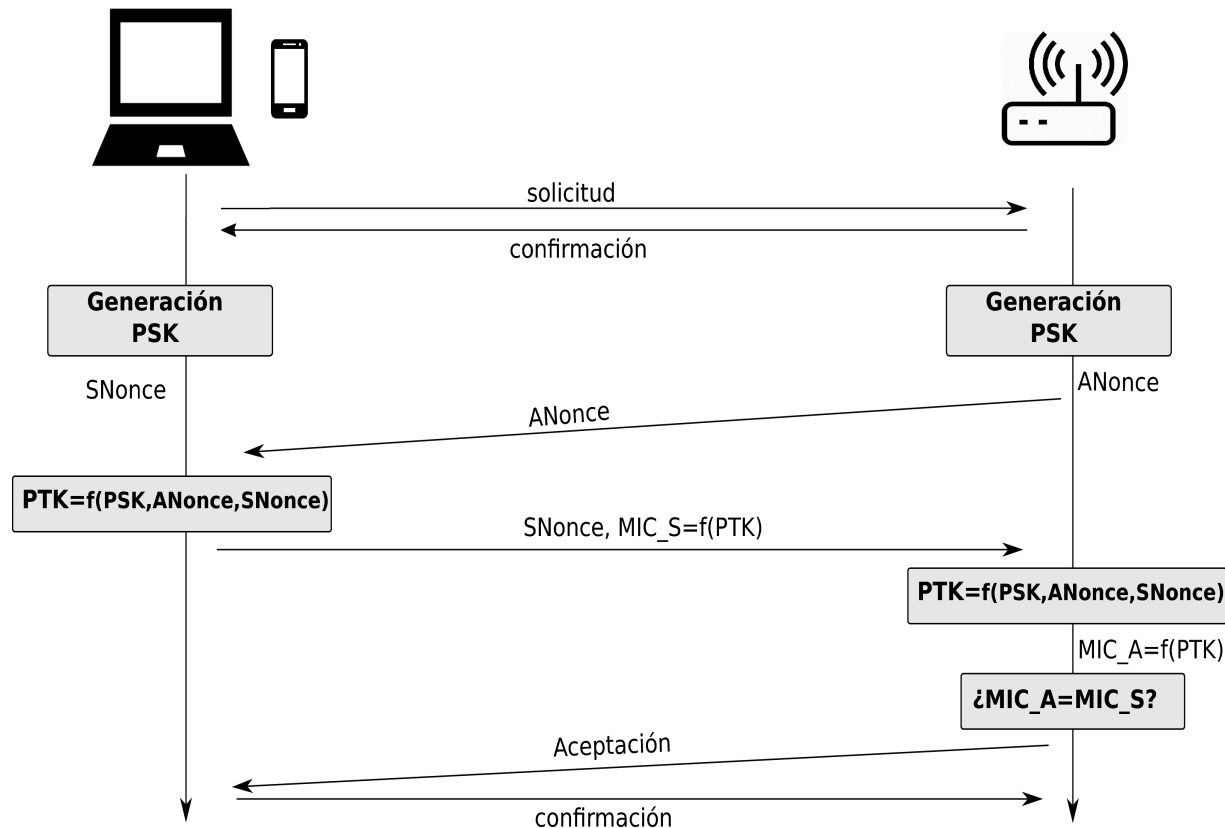 solicitud
confirmación
Generación
PSK
Generación
PSK
SNonce
ANonce
ANonce
PTK=f(PSK,ANonce,SNonce)
SNonce, MIC_S=f(PTK)
PTK=f(PSK,ANonce,SNonce)
MIC_A=f(PTK)
¿MIC_A=MIC_S?
Aceptación
confirmación